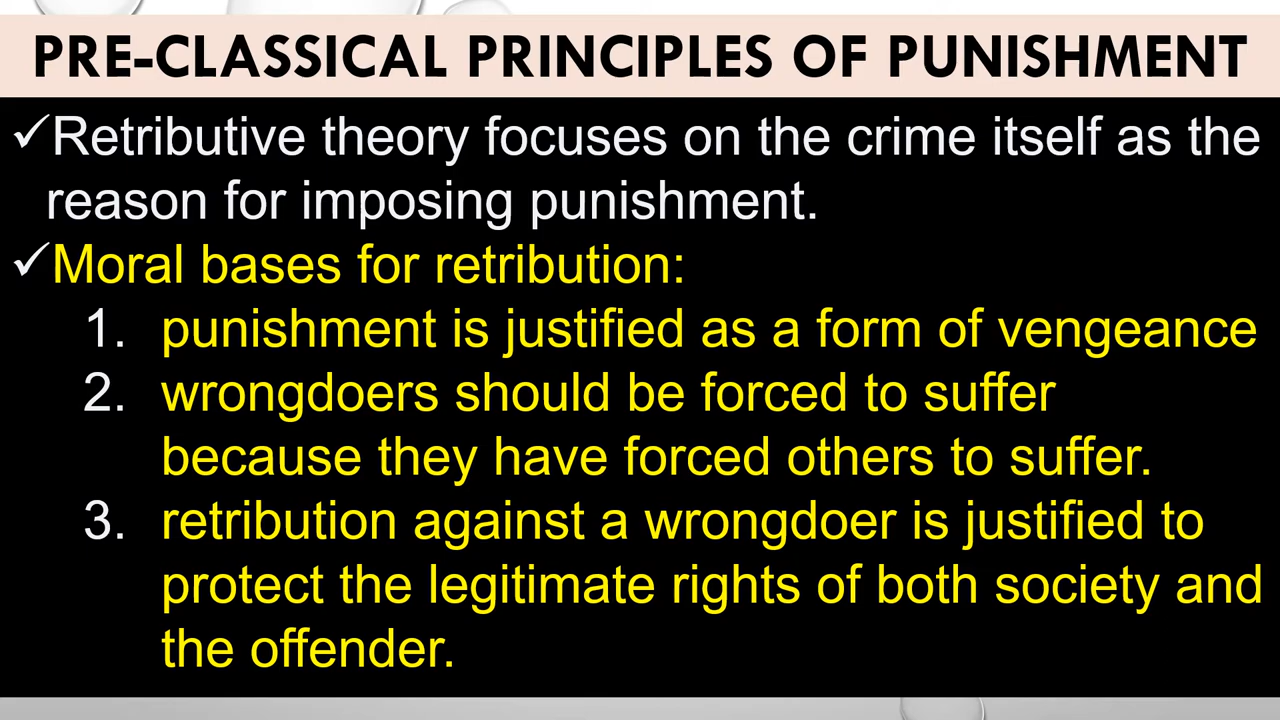 PRE-CLASSICAL PRINCIPLES OF PUNISHMENT
✓Retributive theory focuses on the crime itself as the
reason for imposing punishment.
✓Moral bases for retribution:
1. punishment is justified as a form of vengeance
2. wrongdoers should be forced to suffer
because they have forced others to suffer.
3. retribution against a wrongdoer is justified to
protect the legitimate rights of both society and
the offender.